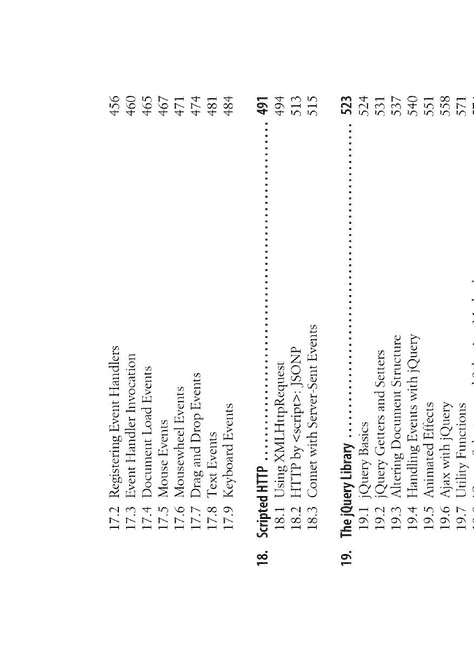 17.2 Registering Event Handlers 456
17.3 Event Handler Invocation 460
17.4 Document Load Events 465
17.5 Mouse Events 467
17.6 Mousewheel Events 471
17.7 Drag and Drop Events 474
17.8 Text Events 481
17.9 Keyboard Events 484
18. Scripted HTTP . . . . . . . . . . . . . . . . . . . . . . . . . . . . . . . . . . . . . . . . . . . . . . . . . . . . 491
18.1 Using XMLHttpRequest 494
18.2 HTTP by <script>: JSONP 513
18.3 Comet with Server-Sent Events 515
19. The jQuery Library . . . . . . . . . . . . . . . . . . . . . . . . . . . . . . . . . . . . . . . . . . . . . . . . 523
19.1 jQuery Basics 524
19.2 jQuery Getters and Setters 531
19.3 Altering Document Structure 537
19.4 Handling Events with jQuery 540
19.5 Animated Effects 551
19.6 Ajax with jQuery 558
19.7 Utility Functions 571